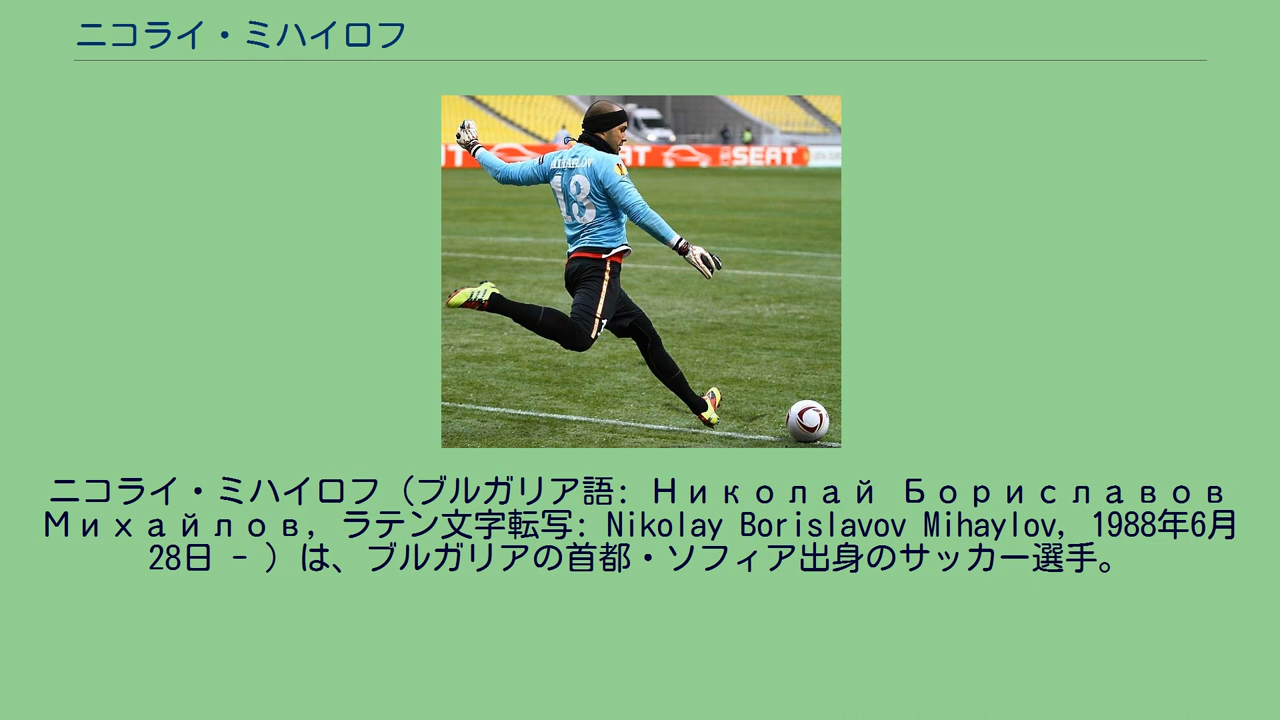 ニコライ・ミハイロフ
MIHAYLOV
13
SEAT
ニコライ・ミハイロフ（ブルガリア語: Николай Бориславов
Михайлов, ラテン文字転写: Nikolay Borislavov Mihaylov, 1988年6月
28日 - ）は、ブルガリアの首都・ソフィア出身のサッカー選手。